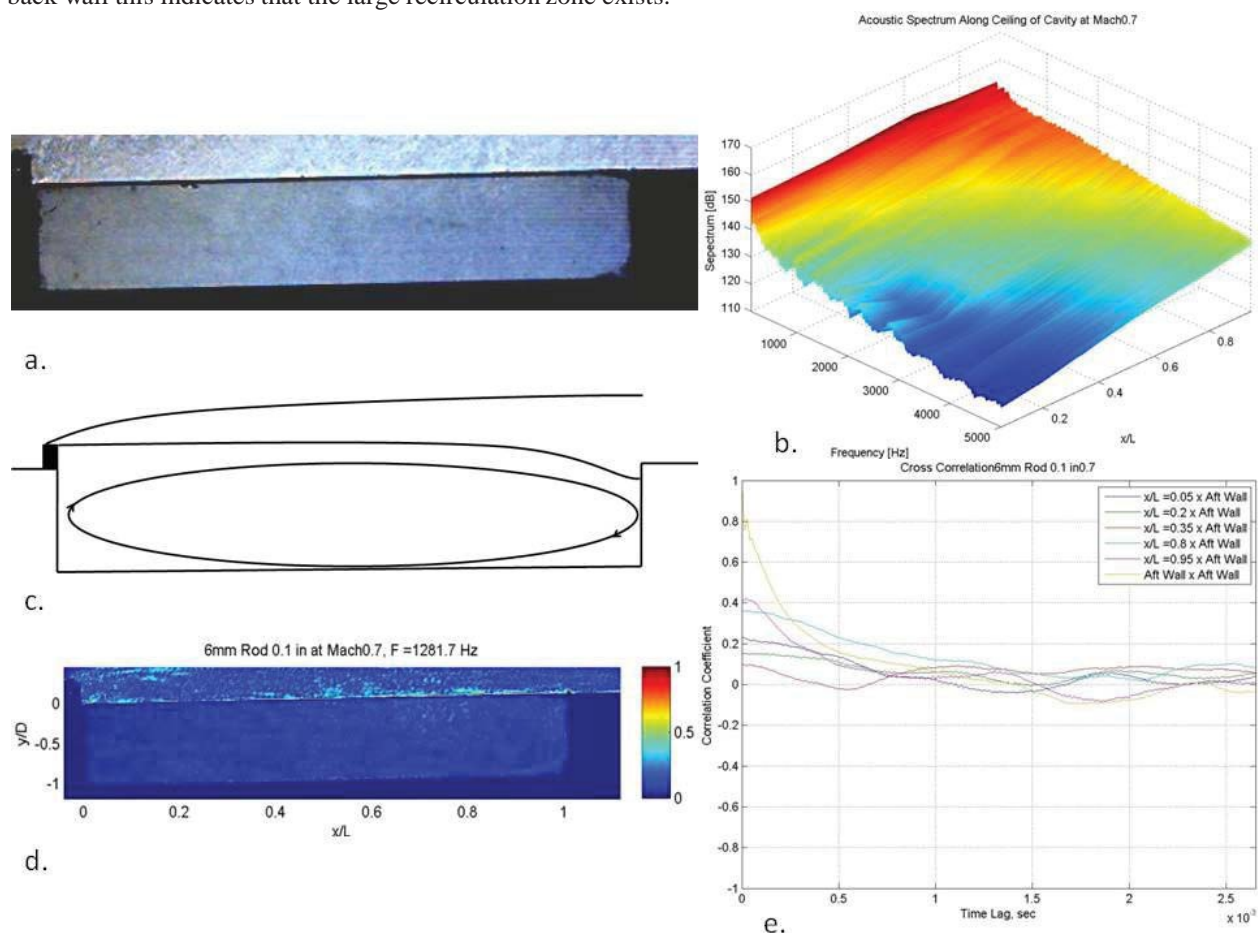 back wall this indicates that the large recirculation zone exists.
a.
Acoustic Spectrum Along Ceiling of Cavity at Mach0.7
170
160
150
140
130
120
110
Sepectrum [dB]
1000
2000
3000
4000
5000
Frequency [Hz]
0.2
0.4
0.6
0.8
x/L
b.
c.
6mm Rod 0.1 in at Mach0.7, F =1281.7 Hz
0
-0.5
-1
y/D
0
0.2
0.4
0.6
0.8
1
x/L
1
0.5
0
d.
Cross Correlation6mm Rod 0.1 in0.7
x/L =0.05 x Aft Wall
x/L =0.2 x Aft Wall
x/L =0.35 x Aft Wall
x/L =0.8 x Aft Wall
x/L =0.95 x Aft Wall
Aft Wall x Aft Wall
1
0.8
0.6
0.4
0.2
0
-0.2
-0.4
-0.6
-0.8
-1
Correlation Coefficient
0
0.5
1
1.5
2
2.5
x 10⁻³
Time Lag, sec
e.